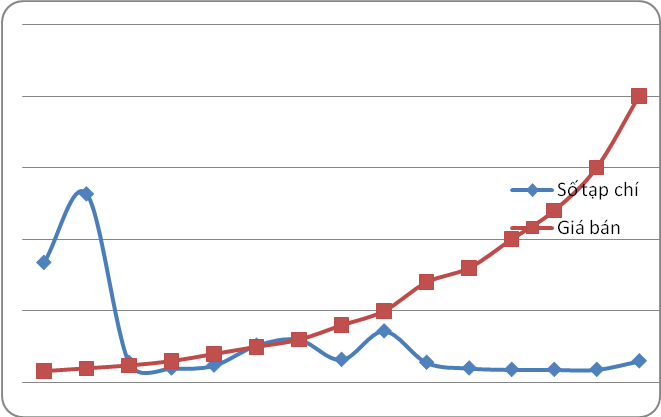 Số tạp chí
Giá bán